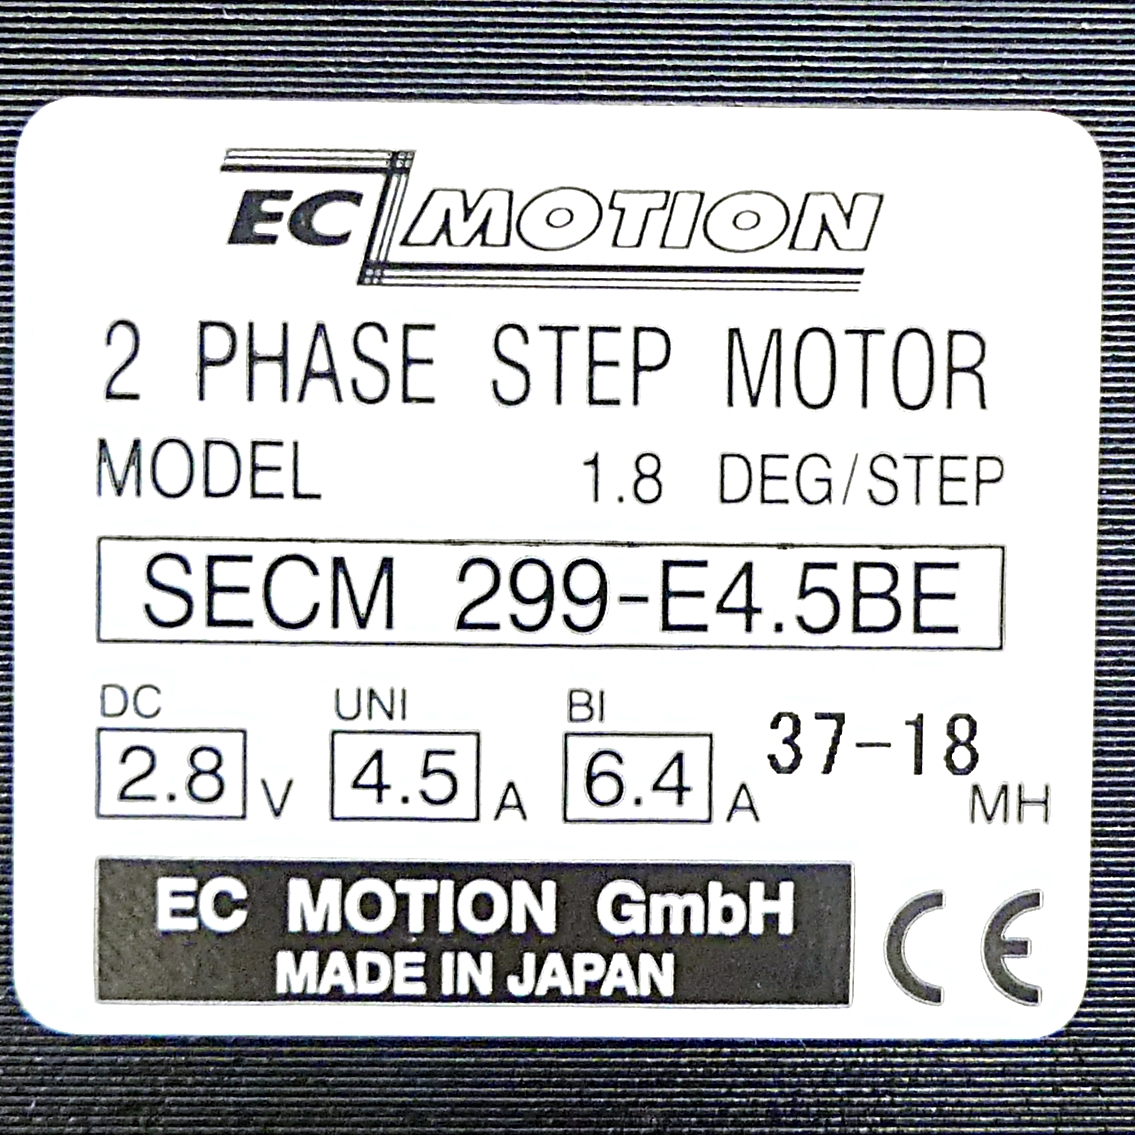 EC MOTION
2 PHASE STEP MOTOR
MODEL 1.8 DEG/STEP
SECM 299-E4.5BE
DC UNI BI
2.8 V 4.5 A 6.4 A 37-18 MH
EC MOTION GmbH
MADE IN JAPAN
CE